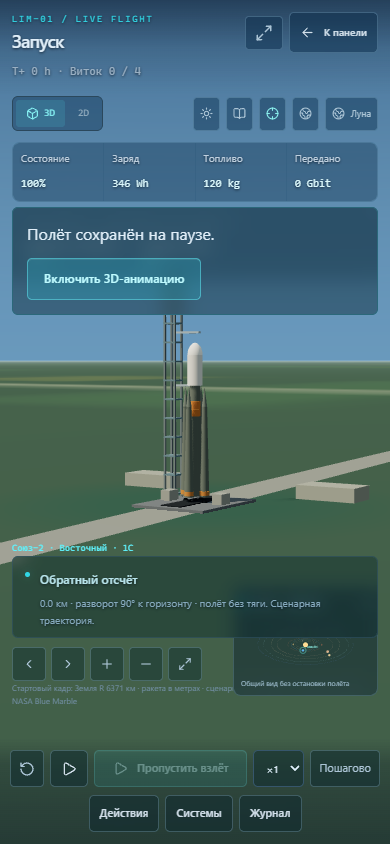 LIM-01 / LIVE FLIGHT
Запуск
К панели
T+ 0 h · Виток 0 / 4
3D
2D
Луна
Состояние
Заряд
Топливо
Передано
100%
346 Wh
120 kg
0 Gbit
Полёт сохранён на паузе.
Включить 3D-анимацию
Союз-2 · Восточный · 1С
Обратный отсчёт
0.0 км · разворот 90° к горизонту · полёт без тяги. Сценарная
траектория.
Общий вид без остановки полёта
Стартовый кадр: Земля R 6371 км · ракета в метрах · сценар
NASA Blue Marble
Пропустить взлёт
×1
Пошагово
Действия
Системы
Журнал